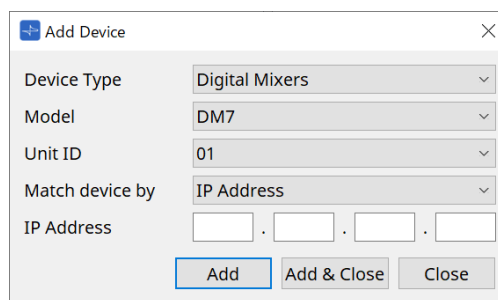 Add Device
Device Type Digital Mixers
Model DM7
Unit ID 01
Match device by IP Address
IP Address . . .
Add Add & Close Close